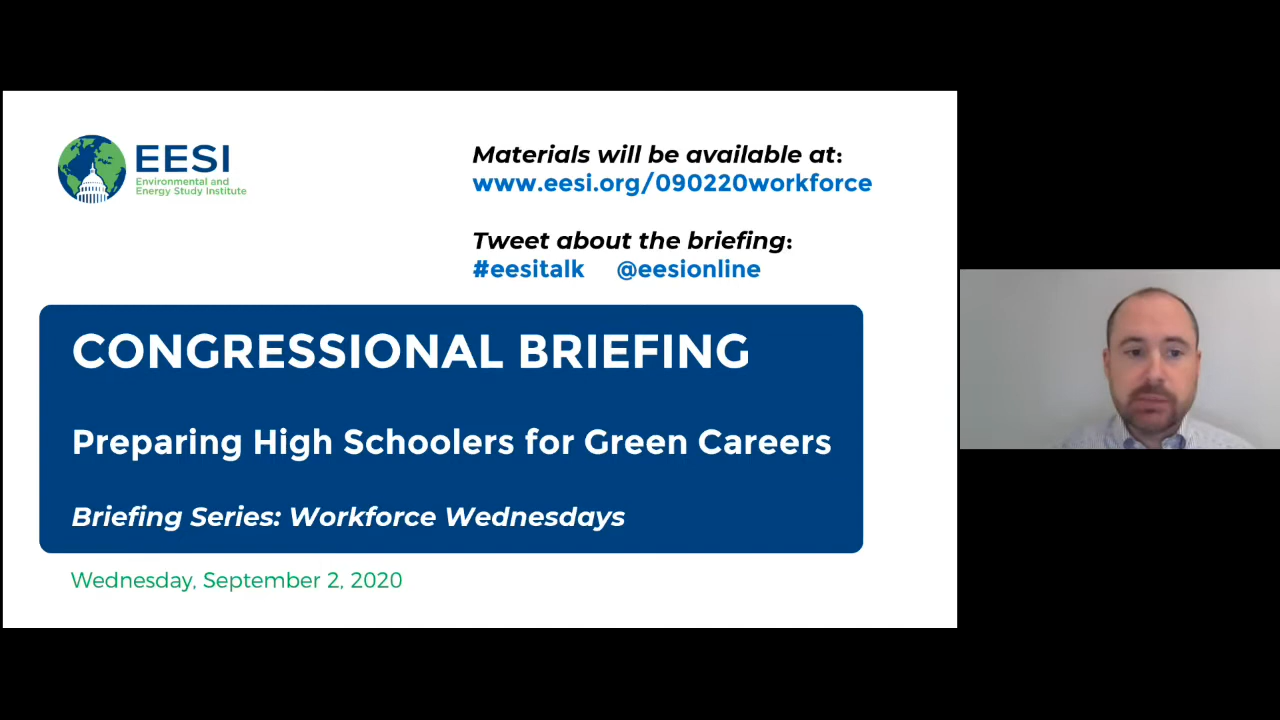 EESI
Environmental and
Energy Study Institute
Materials will be available at:
www.eesi.org/090220workforce
Tweet about the briefing:
#eesitalk @eesionline
CONGRESSIONAL BRIEFING
Preparing High Schoolers for Green Careers
Briefing Series: Workforce Wednesdays
Wednesday, September 2, 2020